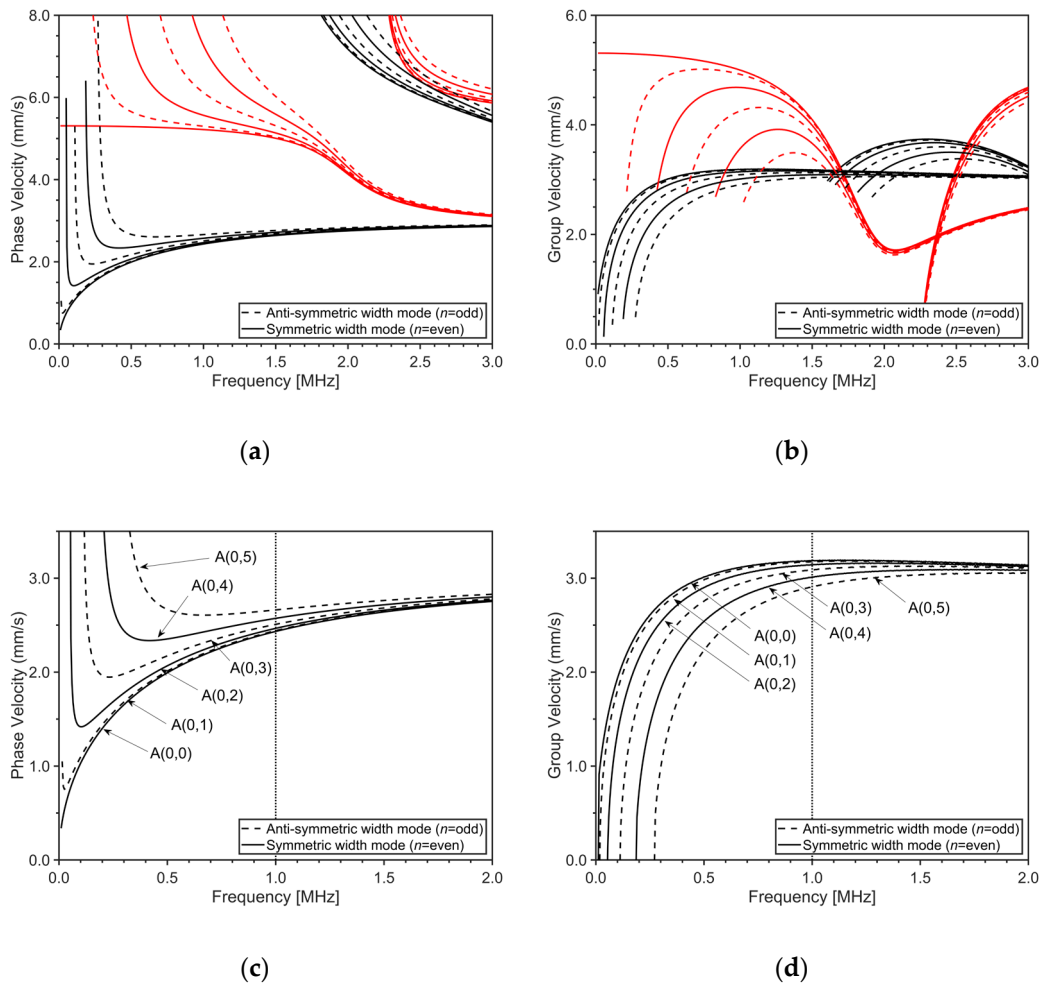 8.0
6.0
4.0
2.0
0.0
Phase Velocity (mm/s)
Anti-symmetric width mode (n=odd)
Symmetric width mode (n=even)
0.0 0.5 1.0 1.5 2.0 2.5 3.0
Frequency [MHz]
(a)
6.0
4.0
2.0
0.0
Group Velocity (mm/s)
Anti-symmetric width mode (n=odd)
Symmetric width mode (n=even)
0.0 0.5 1.0 1.5 2.0 2.5 3.0
Frequency [MHz]
(b)
3.0
2.0
1.0
0.0
Phase Velocity (mm/s)
A(0,5)
A(0,4)
A(0,3)
A(0,2)
A(0,1)
A(0,0)
Anti-symmetric width mode (n=odd)
Symmetric width mode (n=even)
0.0 0.5 1.0 1.5 2.0
Frequency [MHz]
(c)
3.0
2.0
1.0
0.0
Group Velocity (mm/s)
A(0,3)
A(0,5)
A(0,0)
A(0,4)
A(0,1)
A(0,2)
Anti-symmetric width mode (n=odd)
Symmetric width mode (n=even)
0.0 0.5 1.0 1.5 2.0
Frequency [MHz]
(d)